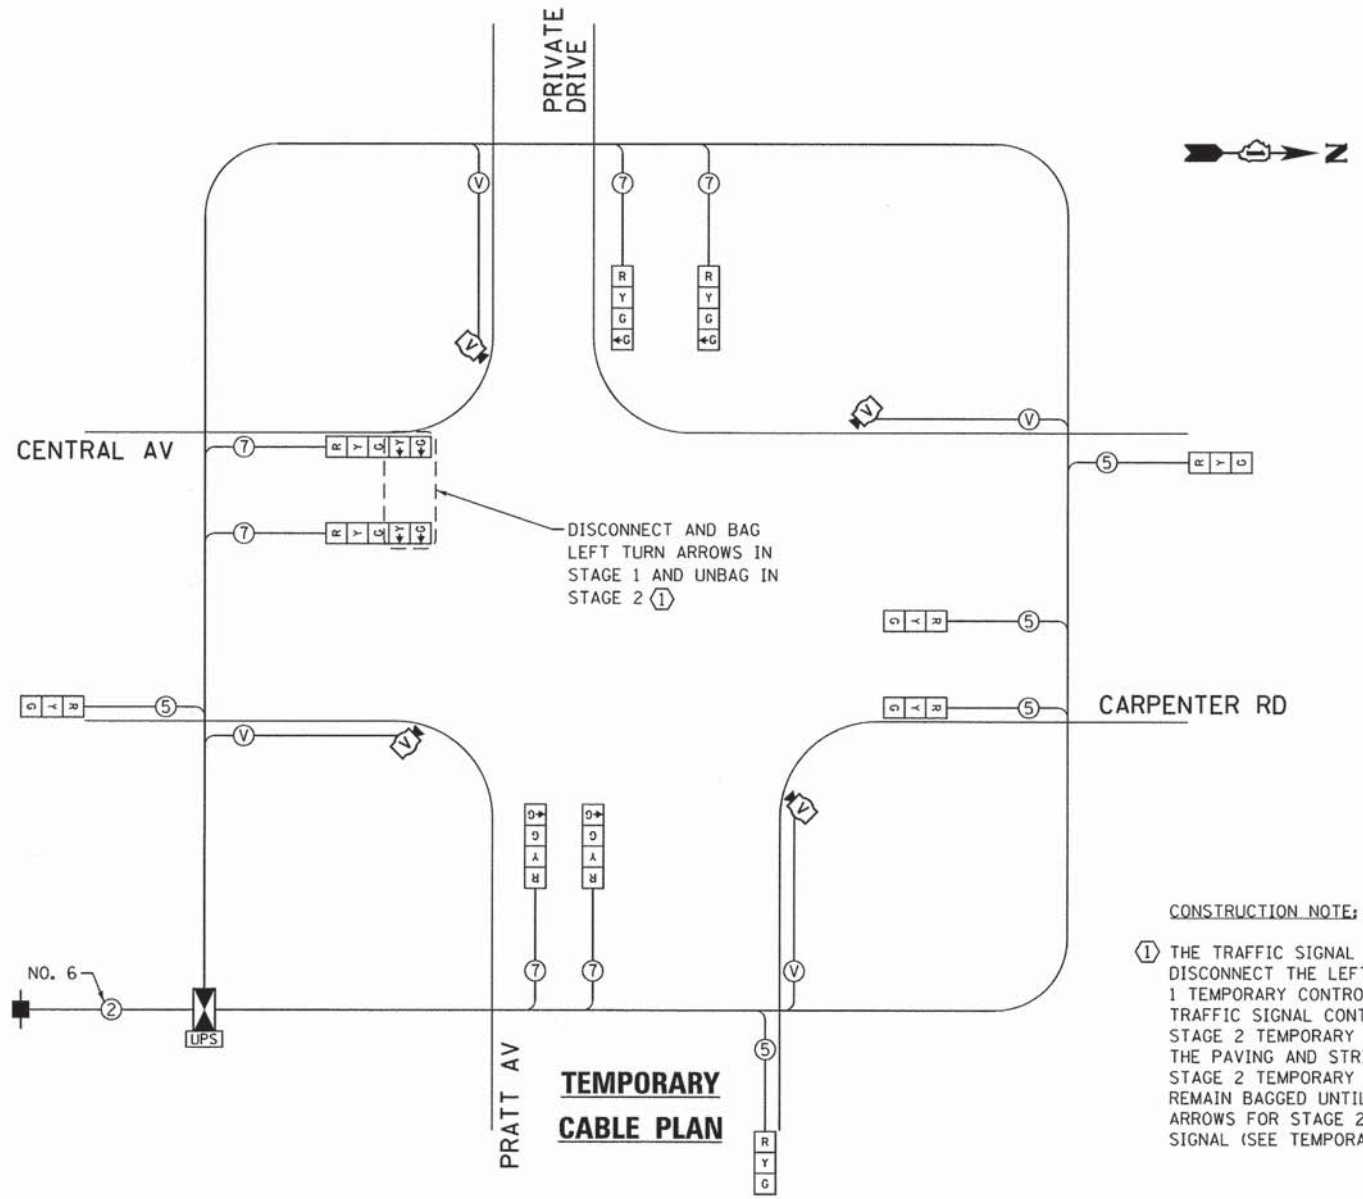 PRIVATE
DRIVE
N
V
7
7
R
Y
G
←G
R
Y
G
←G
V
V
V
CENTRAL AV
7
R Y G ←Y ←G
5
R Y G
7
R Y G ←Y ←G
DISCONNECT AND BAG
LEFT TURN ARROWS IN
STAGE 1 AND UNBAG IN
STAGE 2 1
G Y R
5
G Y R
5
G Y R
5
CARPENTER RD
V
V
V
←G
G
Y
R
←G
G
Y
R
7
7
V
NO. 6
2
UPS
5
R
Y
G
PRATT AV
TEMPORARY
CABLE PLAN
CONSTRUCTION NOTE:
1 THE TRAFFIC SIGNAL
DISCONNECT THE LEFT
1 TEMPORARY CONTRO
TRAFFIC SIGNAL CONT
STAGE 2 TEMPORARY
THE PAVING AND STR
STAGE 2 TEMPORARY
REMAIN BAGGED UNTIL
ARROWS FOR STAGE 2
SIGNAL (SEE TEMPORA